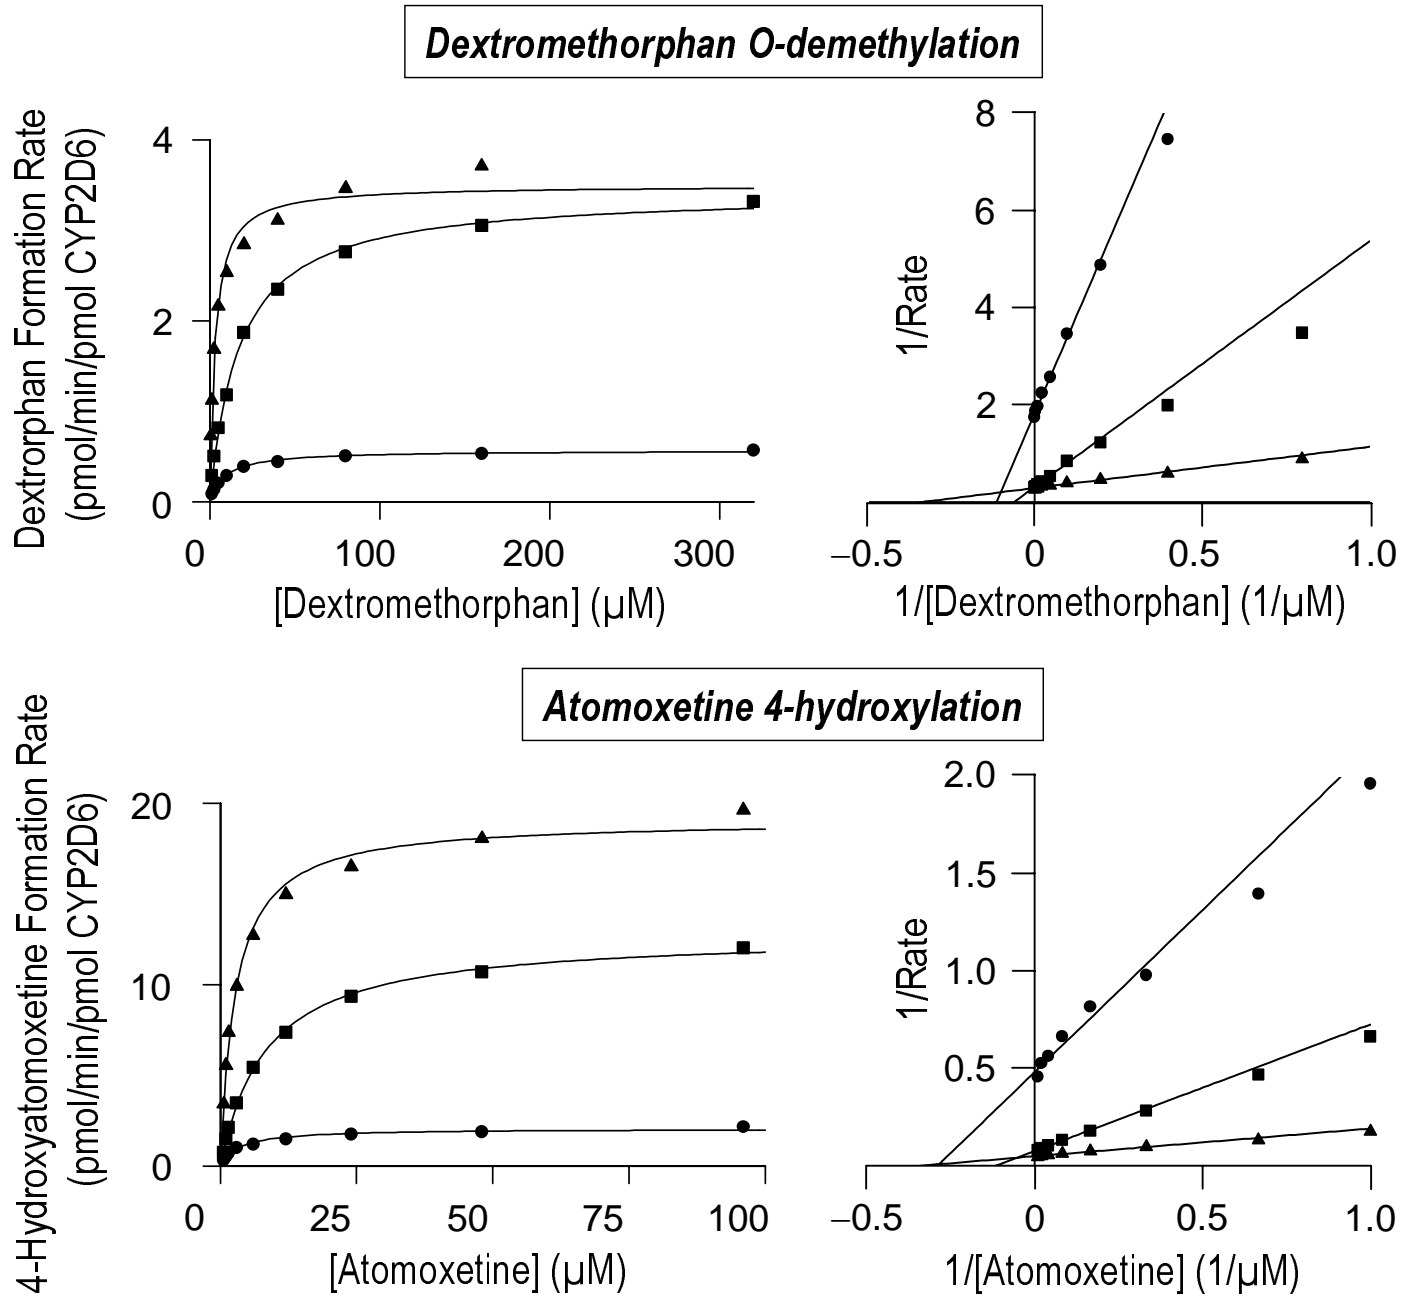 Dextromethorphan O-demethylation
Dextrorphan Formation Rate
(pmol/min/pmol CYP2D6)
4
2
0
0
100
200
300
[Dextromethorphan] (µM)
1/Rate
8
6
4
2
−0.5
0
0.5
1.0
1/[Dextromethorphan] (1/µM)
Atomoxetine 4-hydroxylation
4-Hydroxyatomoxetine Formation Rate
(pmol/min/pmol CYP2D6)
20
10
0
0
25
50
75
100
[Atomoxetine] (µM)
1/Rate
2.0
1.5
1.0
0.5
−0.5
0
0.5
1.0
1/[Atomoxetine] (1/µM)